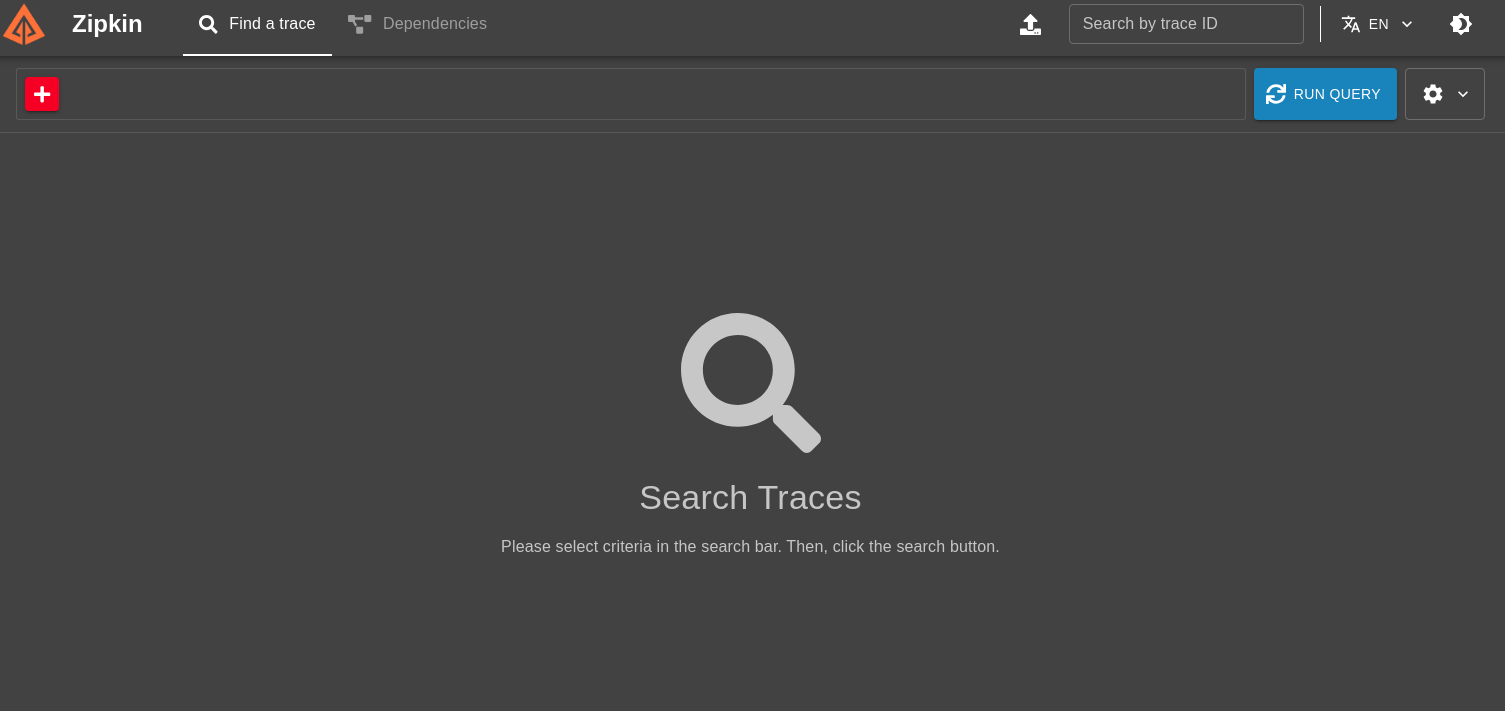 Zipkin
Find a trace
Dependencies
Search by trace ID
EN
RUN QUERY
Search Traces
Please select criteria in the search bar. Then, click the search button.